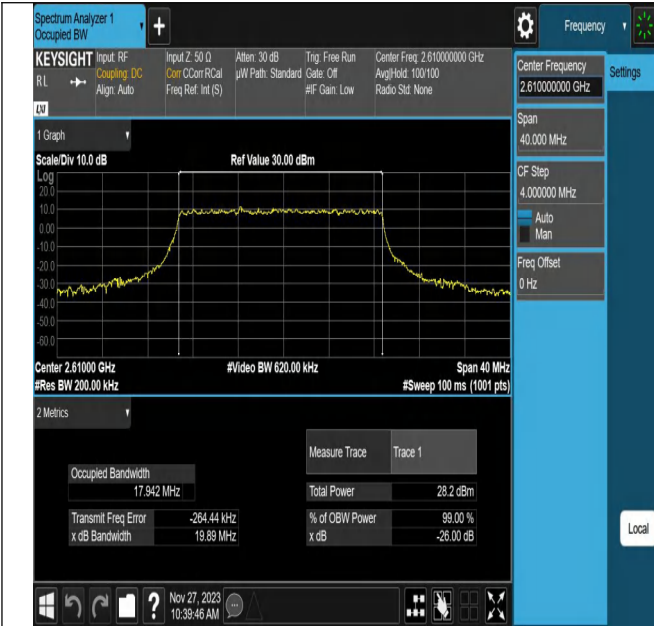 Spectrum Analyzer 1
Occupied BW
+
Frequency
KEYSIGHT
RL
LXI
Input: RF
Coupling: DC
Align: Auto
Input Z: 50 Ω
Corr CCorr RCal
Freq Ref: Int (S)
Atten: 30 dB
µW Path: Standard
Trig: Free Run
Gate: Off
#IF Gain: Low
Center Freq: 2.610000000 GHz
Avg|Hold: 100/100
Radio Std: None
Center Frequency
2.610000000 GHz
Settings
Span
40.000 MHz
CF Step
4.000000 MHz
Auto
Man
Freq Offset
0 Hz
Local
1 Graph
Scale/Div 10.0 dB
Ref Value 30.00 dBm
Log
20.0
10.0
0.00
-10.0
-20.0
-30.0
-40.0
-50.0
-60.0
Center 2.61000 GHz
#Video BW 620.00 kHz
Span 40 MHz
#Res BW 200.00 kHz
#Sweep 100 ms (1001 pts)
2 Metrics
Measure Trace Trace 1
Occupied Bandwidth
17.942 MHz
Total Power 28.2 dBm
Transmit Freq Error -264.44 kHz
% of OBW Power 99.00 %
x dB Bandwidth 19.89 MHz
x dB -26.00 dB
?
Nov 27, 2023
10:39:46 AM